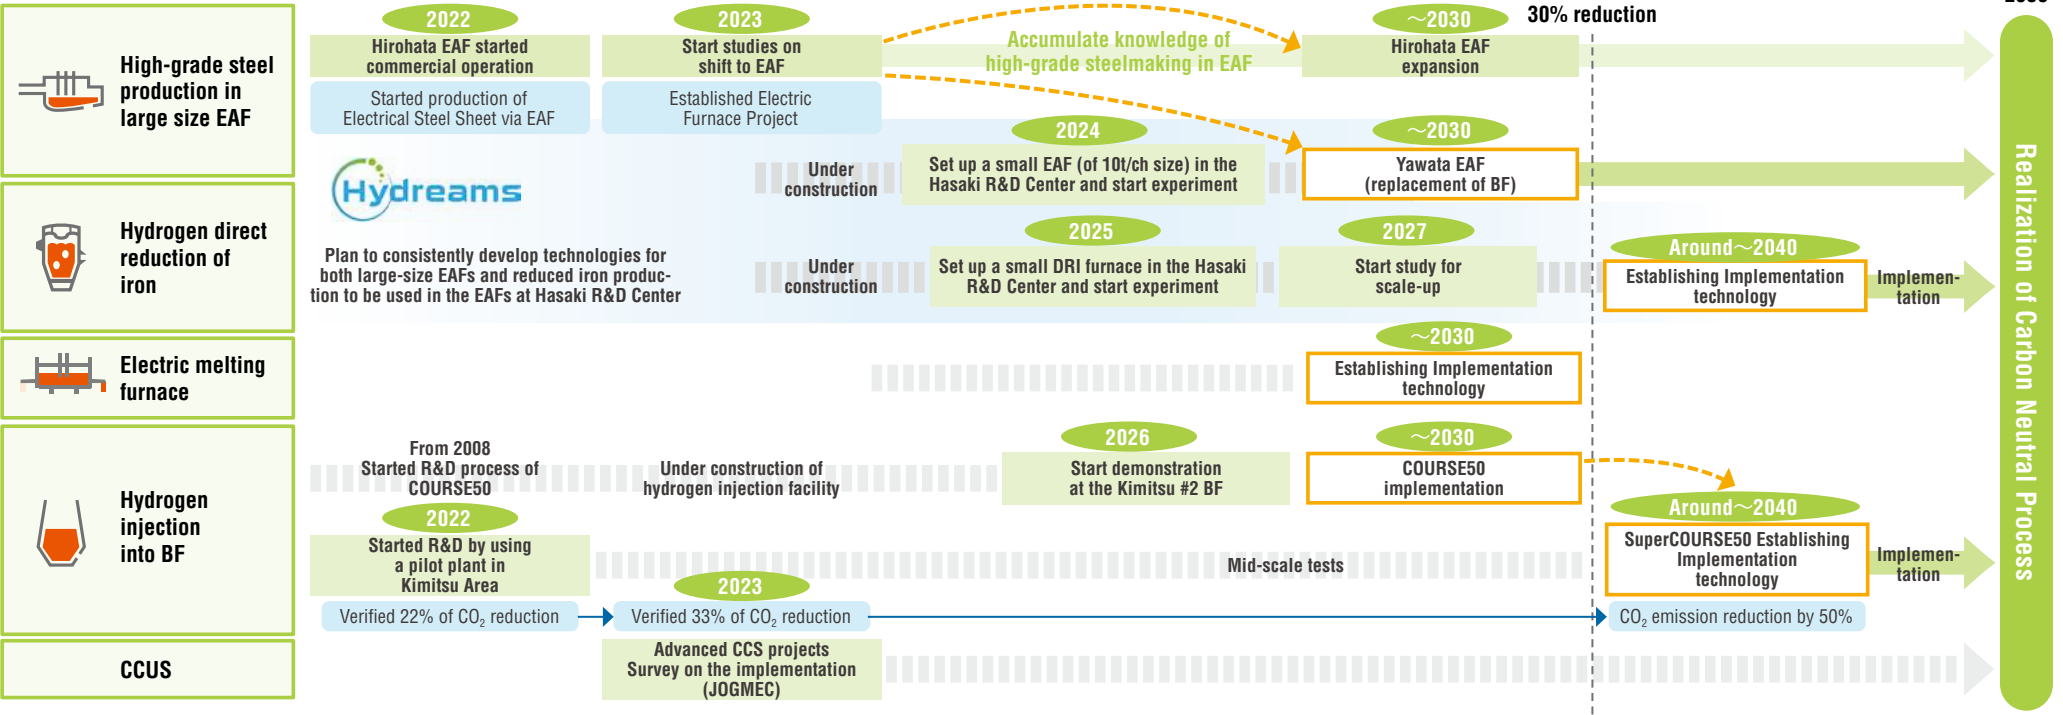 2022
2023
~2030
30% reduction
High-grade steel
production in
large size EAF
Hirohata EAF started
commercial operation
Start studies on
shift to EAF
Accumulate knowledge of
high-grade steelmaking in EAF
Hirohata EAF
expansion
Started production of
Electrical Steel Sheet via EAF
Established Electric
Furnace Project
2024
~2030
Under
construction
Set up a small EAF (of 10t/ch size) in the
Hasaki R&D Center and start experiment
Yawata EAF
(replacement of BF)
Hydreams
Hydrogen direct
reduction of
iron
Plan to consistently develop technologies for
both large-size EAFs and reduced iron produc-
tion to be used in the EAFs at Hasaki R&D Center
2025
2027
Around~2040
Under
construction
Set up a small DRI furnace in the Hasaki
R&D Center and start experiment
Start study for
scale-up
Establishing Implementation
technology
Implemen-
tation
Electric melting
furnace
~2030
Establishing Implementation
technology
Hydrogen
injection
into BF
From 2008
Started R&D process of
COURSE50
Under construction of
hydrogen injection facility
2026
Start demonstration
at the Kimitsu #2 BF
~2030
COURSE50
implementation
2022
Started R&D by using
a pilot plant in
Kimitsu Area
Mid-scale tests
Around~2040
SuperCOURSE50 Establishing
Implementation
technology
Implemen-
tation
2023
Verified 22% of CO₂ reduction
Verified 33% of CO₂ reduction
CO₂ emission reduction by 50%
CCUS
Advanced CCS projects
Survey on the implementation
(JOGMEC)
Realization of Carbon Neutral Process